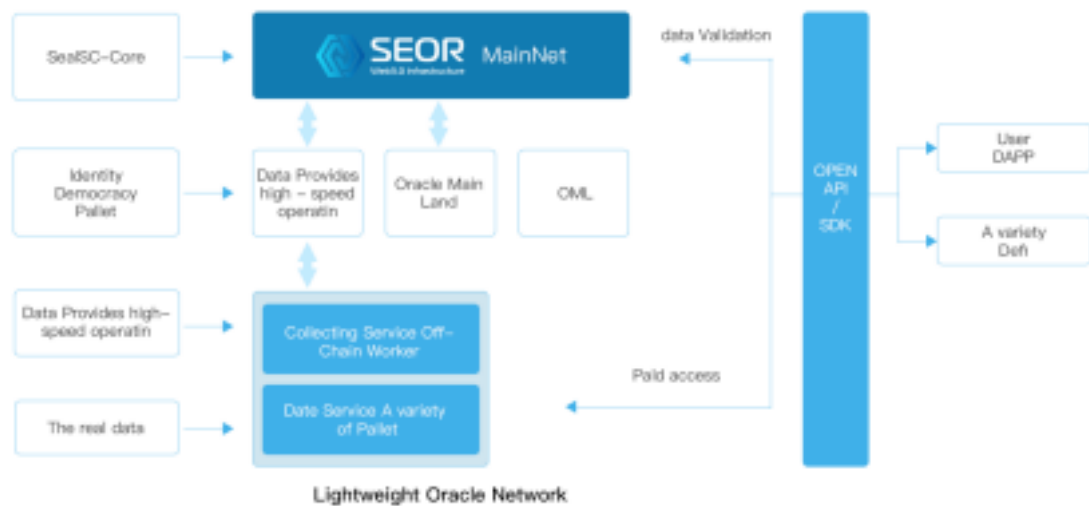 SealSC-Core
SEOR MainNet
Web3.0 Infrastructure
data Validation
Identity
Democracy
Pallet
Data Provides
high - speed
operatin
Oracle Main
Land
OML
OPEN
API
/
SDK
User
DAPP
A variety
Defi
Data Provides high-
speed operatin
Collecting Service Off-
Chain Worker
Paid access
The real data
Date Service A variety
of Pallet
Lightweight Oracle Network